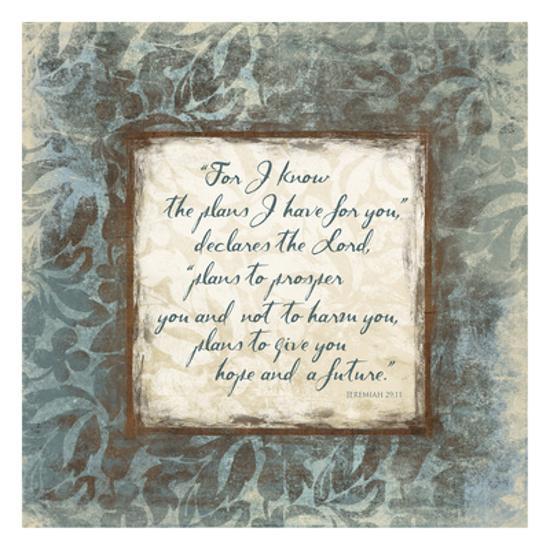 “For I know
the plans I have for you,”
declares the Lord,
“plans to prosper
you and not to harm you,
plans to give you
hope and a future.”
JEREMIAH 29:11